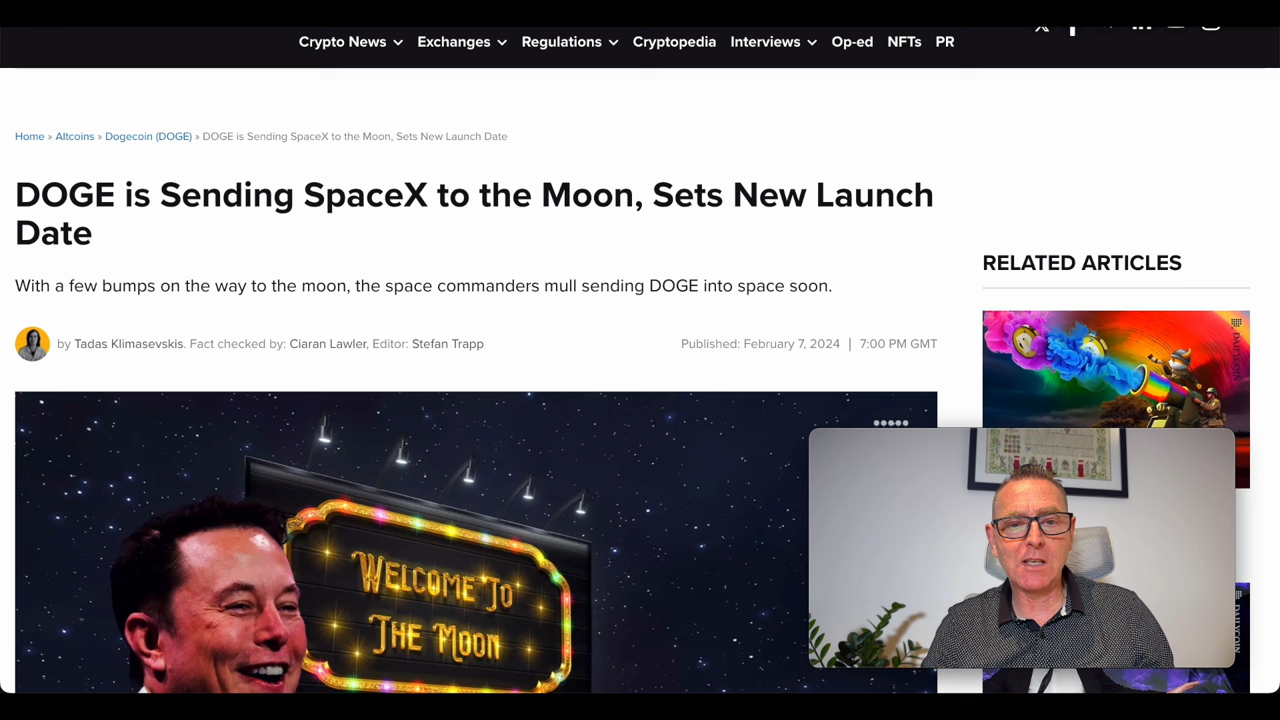 Crypto News Exchanges Regulations Cryptopedia Interviews Op-ed NFTs PR
Home » Altcoins » Dogecoin (DOGE) » DOGE is Sending SpaceX to the Moon, Sets New Launch Date
DOGE is Sending SpaceX to the Moon, Sets New Launch
Date
With a few bumps on the way to the moon, the space commanders mull sending DOGE into space soon.
by Tadas Klimasevskis. Fact checked by: Ciaran Lawler, Editor: Stefan Trapp
Published: February 7, 2024 | 7:00 PM GMT
RELATED ARTICLES
DAILYCOIN
WELCOME TO
THE MOON
DAILYCOIN